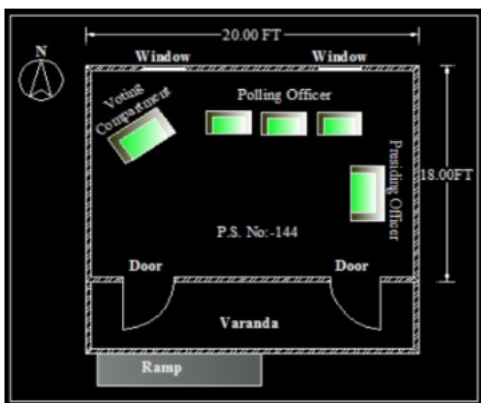 20.00 FT
N
Window
Window
Voting
Compartment
Polling Officer
Presiding Officer
18.00FT
P.S. No:-144
Door
Door
Varanda
Ramp